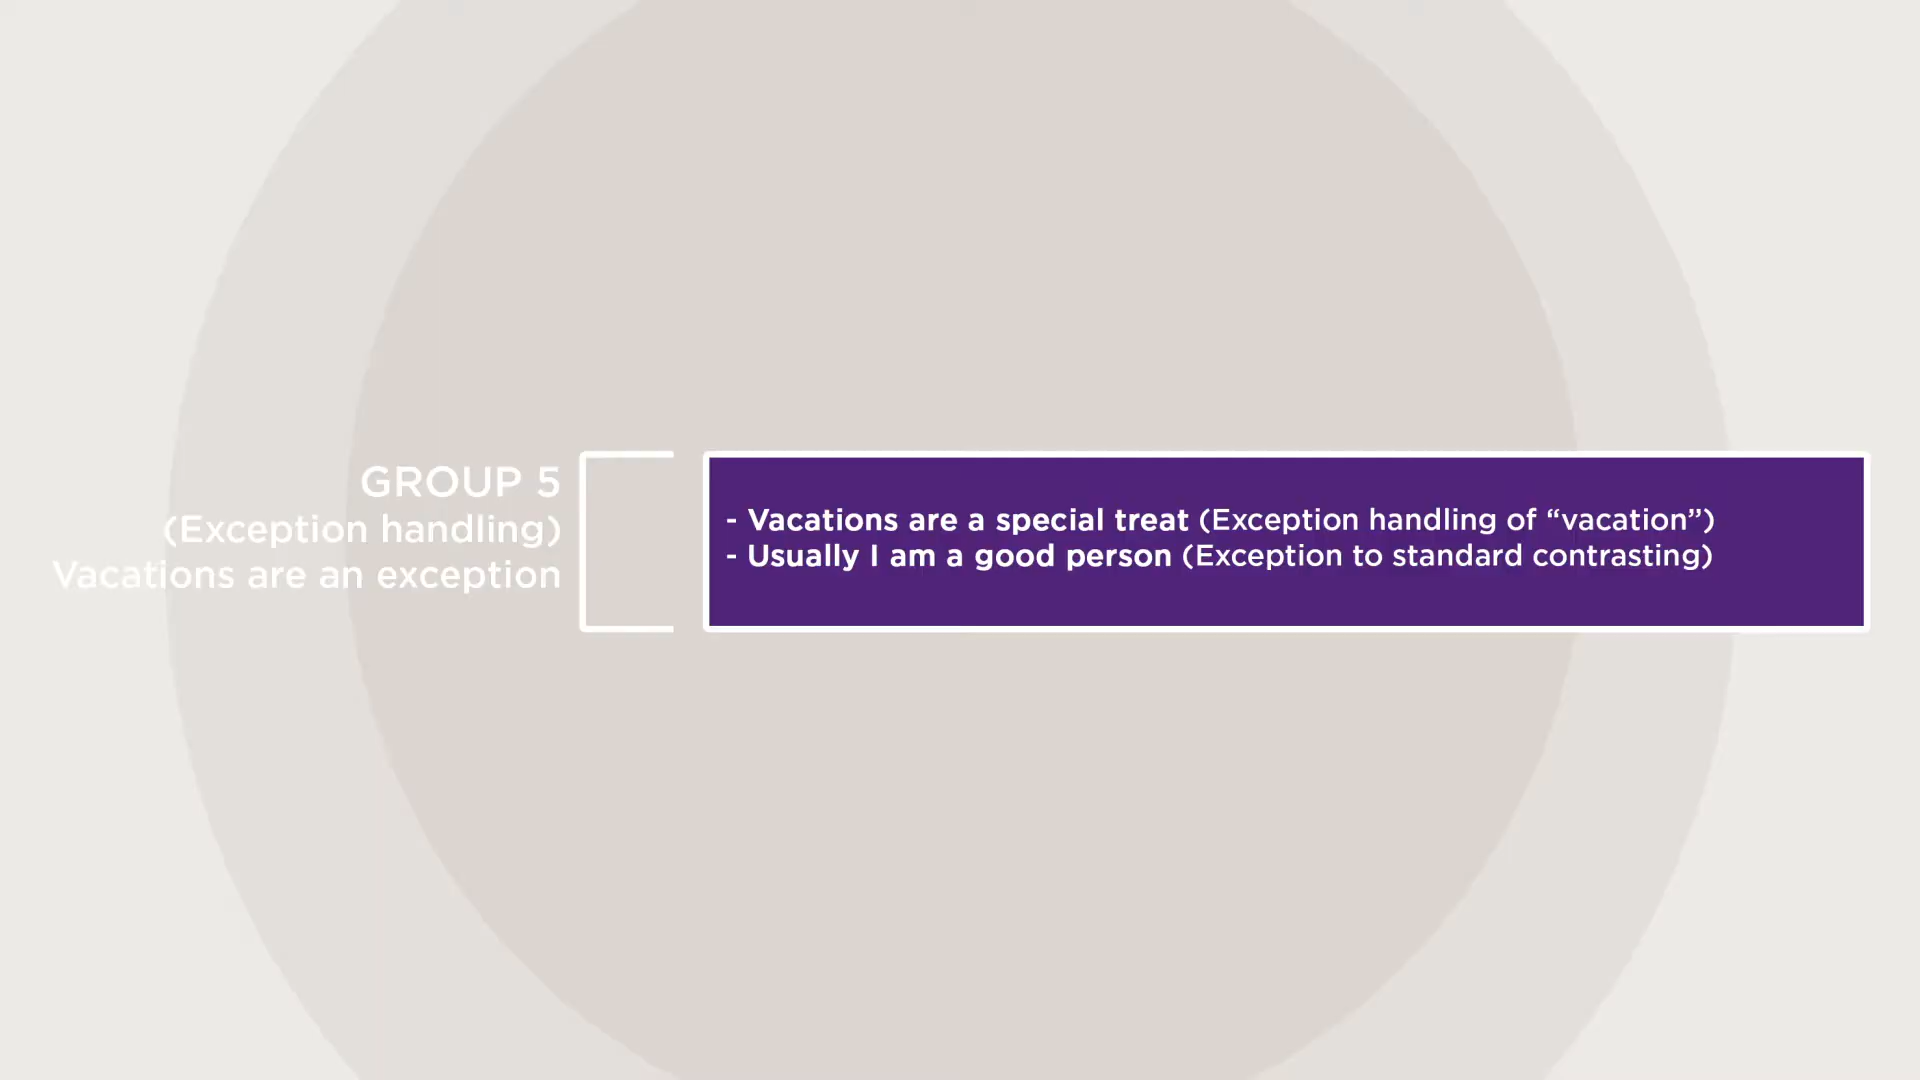 GROUP 5
(Exception handling)
Vacations are an exception
- Vacations are a special treat (Exception handling of “vacation”)
- Usually I am a good person (Exception to standard contrasting)